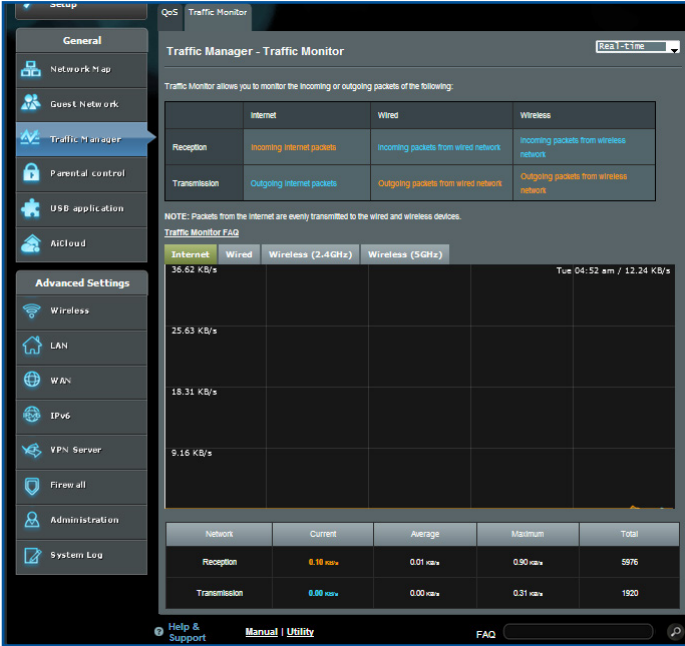 Setup
QoS Traffic Monitor
General
Network Map
Guest Network
Traffic Manager
Parental control
USB application
AiCloud
Advanced Settings
Wireless
LAN
WAN
IPv6
VPN Server
Firewall
Administration
System Log
Traffic Manager - Traffic Monitor
Real-time
Traffic Monitor allows you to monitor the incoming or outgoing packets of the following:
Internet Wired Wireless
Reception Incoming Internet packets Incoming packets from wired network Incoming packets from wireless network
Transmission Outgoing Internet packets Outgoing packets from wired network Outgoing packets from wireless network
NOTE: Packets from the Internet are evenly transmitted to the wired and wireless devices.
Traffic Monitor FAQ
Internet Wired Wireless (2.4GHz) Wireless (5GHz)
36.62 KB/s Tue 04:52 am / 12.24 KB/s
25.63 KB/s
18.31 KB/s
9.16 KB/s
Network Current Average Maximum Total
Reception 0.10 KB/s 0.01 KB/s 0.90 KB/s 5976
Transmission 0.00 KB/s 0.00 KB/s 0.31 KB/s 1920
Help & Support Manual | Utility FAQ